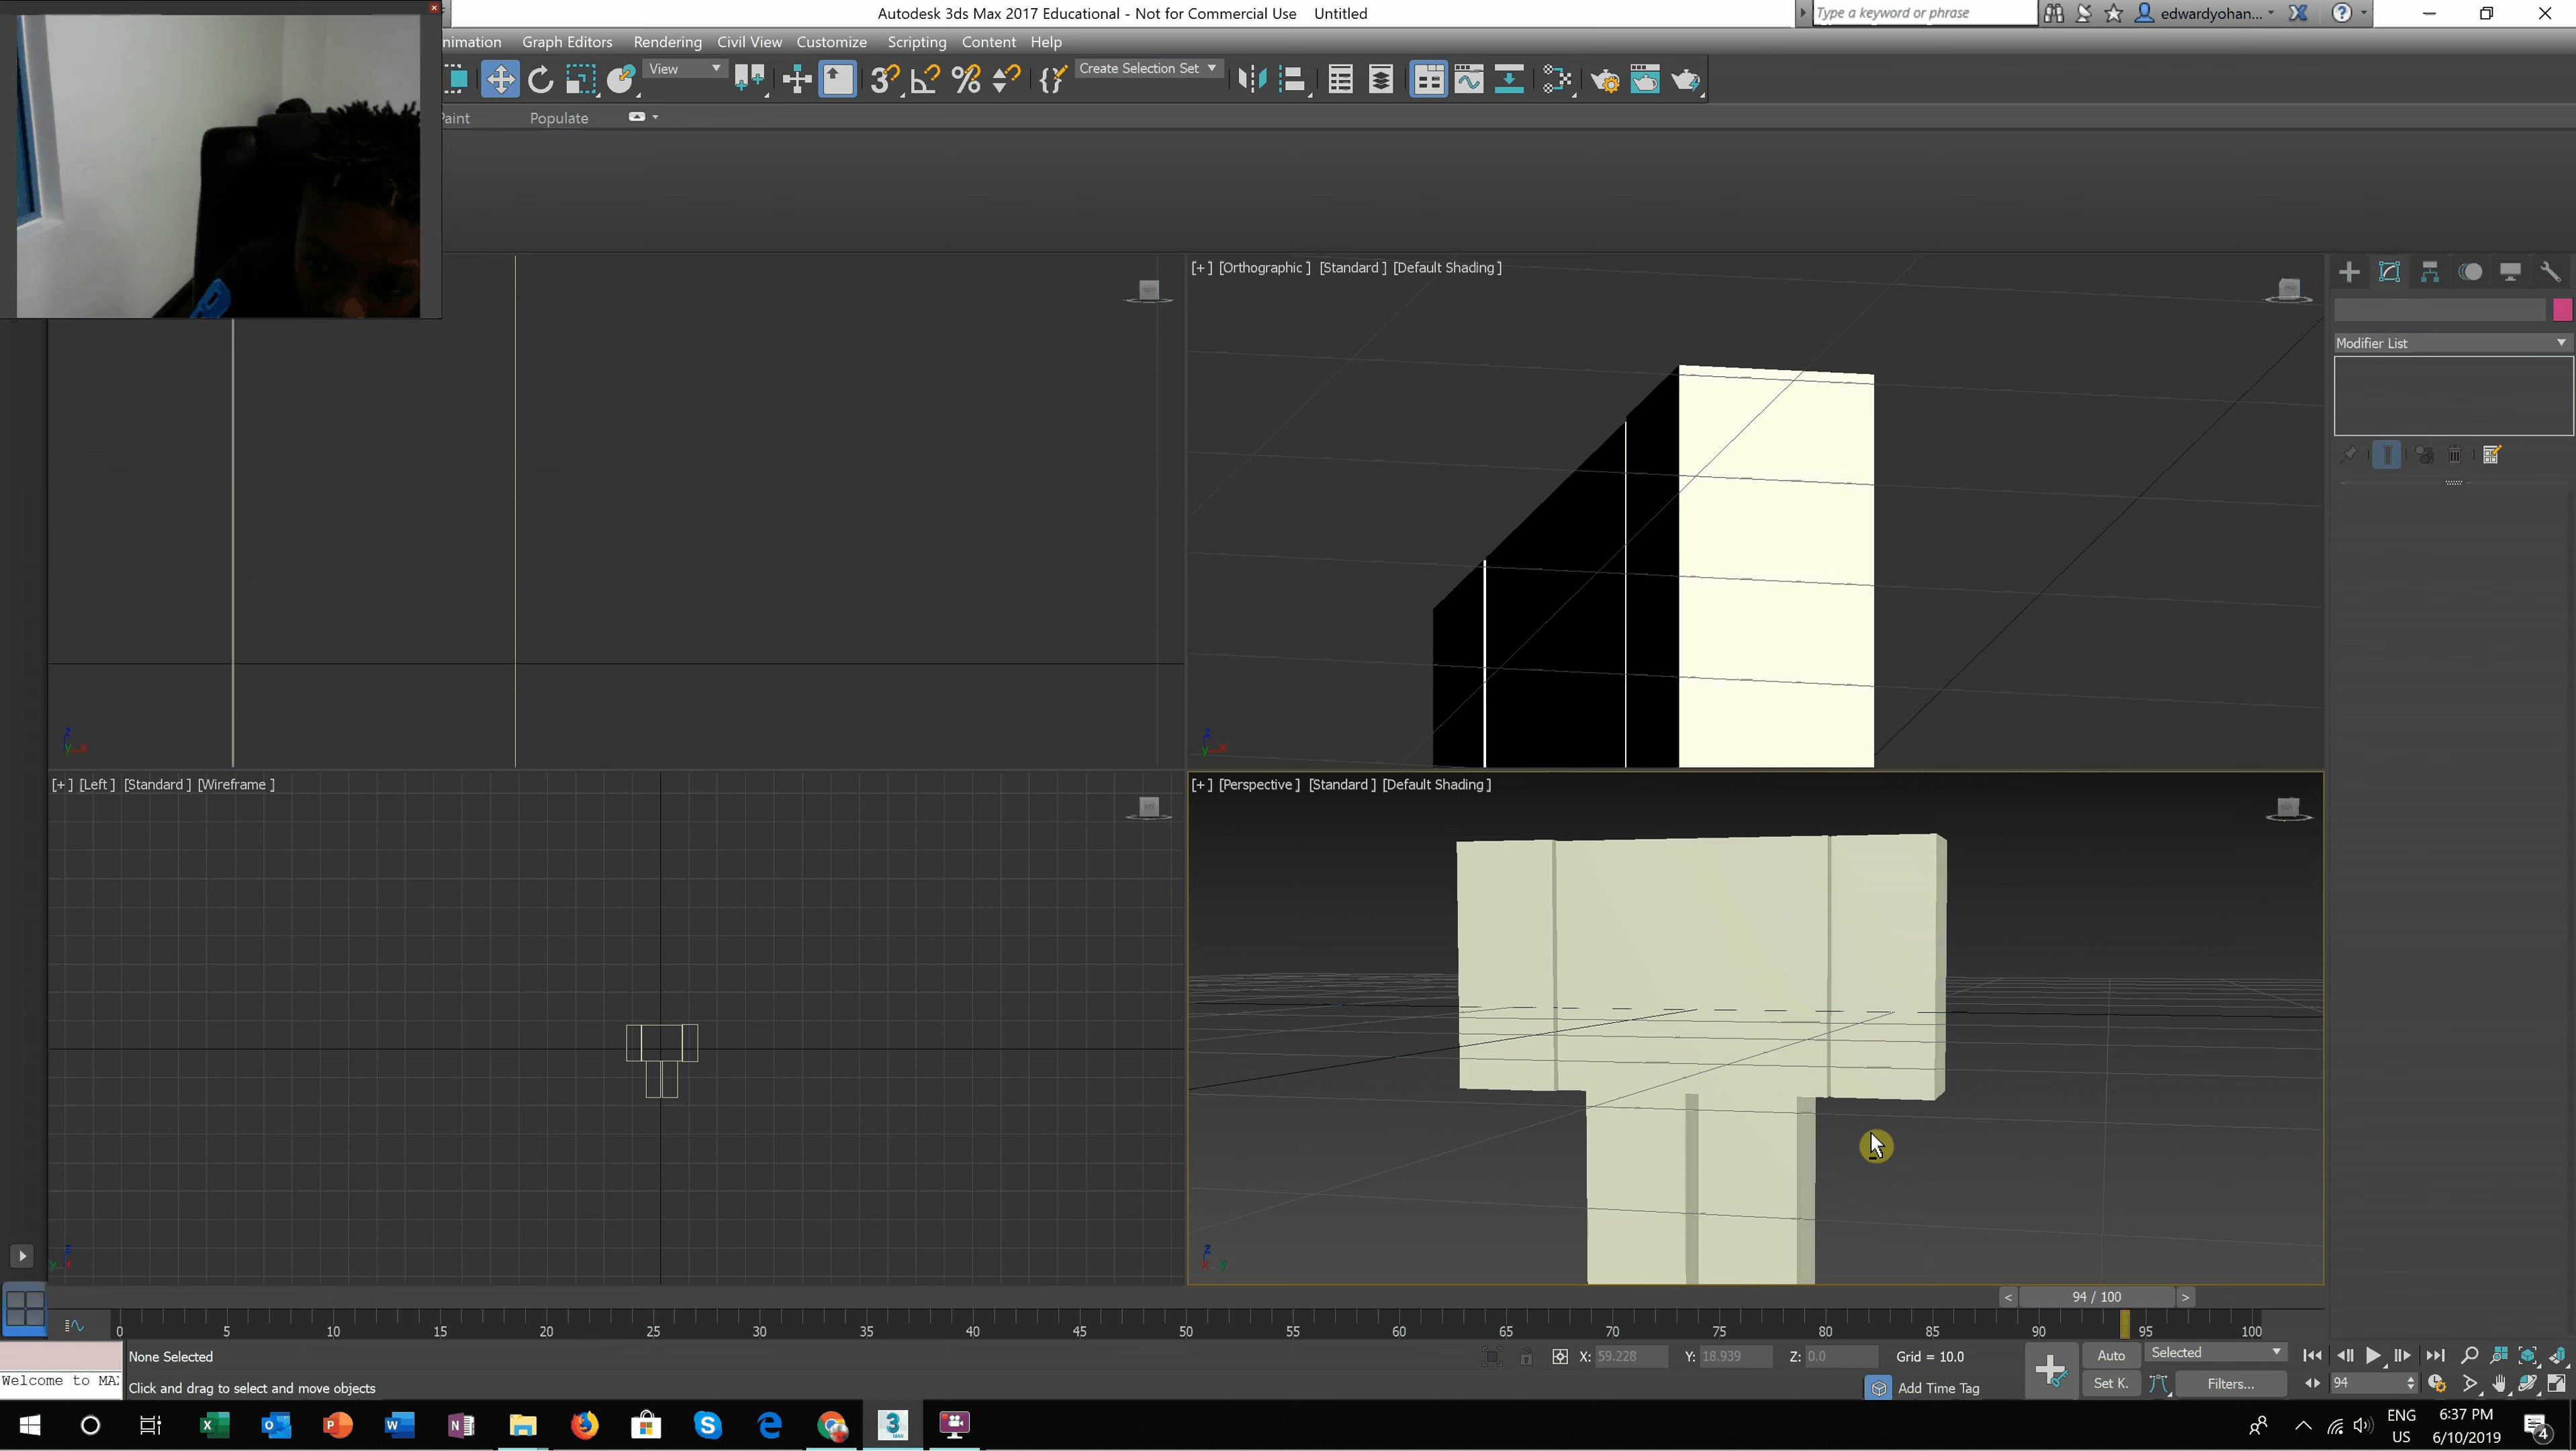 Autodesk 3ds Max 2017 Educational - Not for Commercial Use Untitled
Type a keyword or phrase
edwardyohan...
nimation Graph Editors Rendering Civil View Customize Scripting Content Help
View
Create Selection Set
Paint Populate
[+] [Orthographic ] [Standard ] [Default Shading ]
Modifier List
z
y x
z
y x
[+] [Left ] [Standard ] [Wireframe ]
[+] [Perspective ] [Standard ] [Default Shading ]
94 / 100
0 5 10 15 20 25 30 35 40 45 50 55 60 65 70 75 80 85 90 95 100
None Selected
X: 59.228 Y: 18.939 Z: 0.0 Grid = 10.0
Auto Selected
Welcome to MAX
Click and drag to select and move objects
Add Time Tag
Set K. Filters...
94
ENG
US
6:37 PM
6/10/2019
4